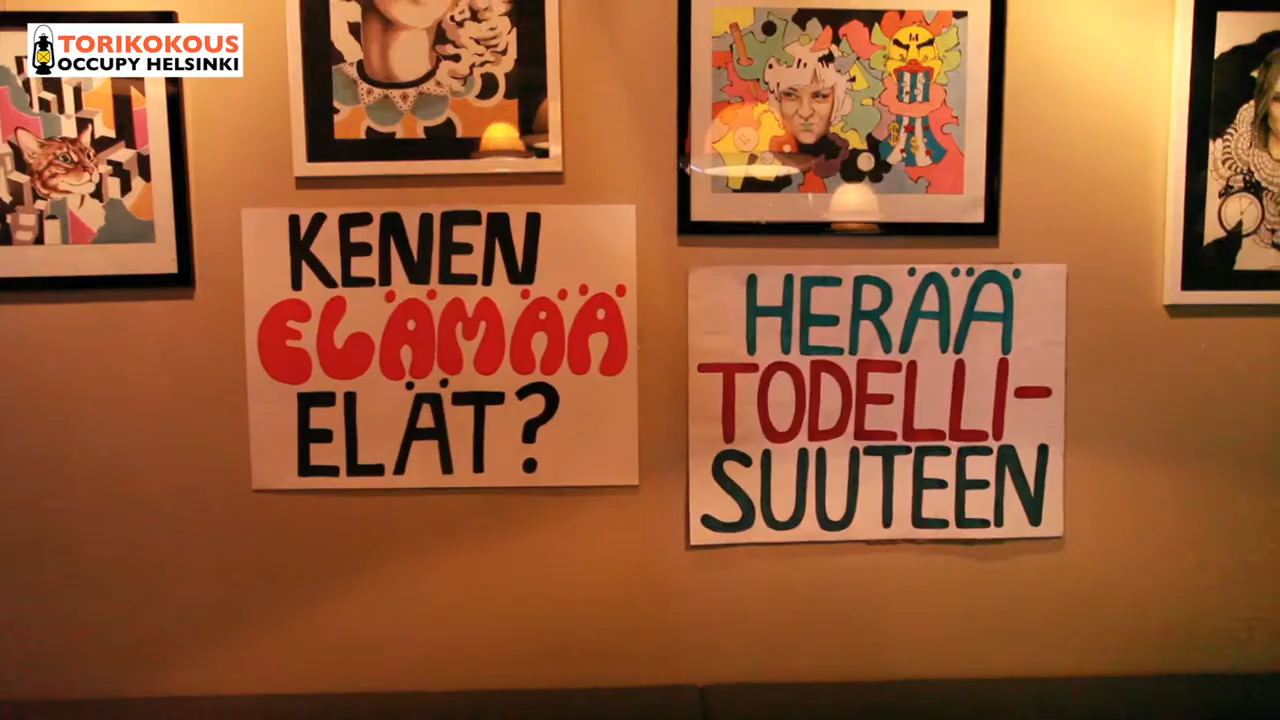 TORIKOKOUS
OCCUPY HELSINKI
KENEN
ELÄMÄÄ
ELÄT?
HERÄÄ
TODELLI-
SUUTEEN